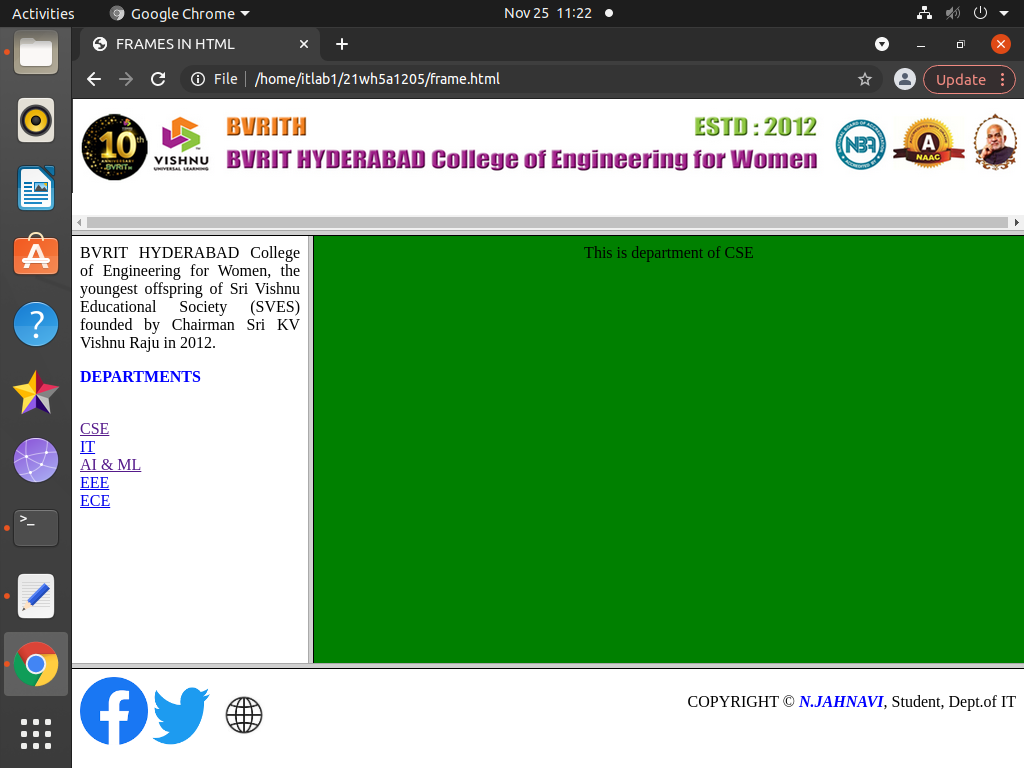 Activities
Google Chrome
Nov 25 11:22
FRAMES IN HTML
File
/home/itlab1/21wh5a1205/frame.html
Update
10th
ANNIVERSARY
BVRITH
VISHNU
UNIVERSAL LEARNING
BVRITH
ESTD : 2012
BVRIT HYDERABAD College of Engineering for Women
NBA
A
NAAC
BVRIT HYDERABAD College
of Engineering for Women, the
youngest offspring of Sri Vishnu
Educational Society (SVES)
founded by Chairman Sri KV
Vishnu Raju in 2012.
DEPARTMENTS
CSE
IT
AI & ML
EEE
ECE
This is department of CSE
COPYRIGHT © N.JAHNAVI, Student, Dept.of IT